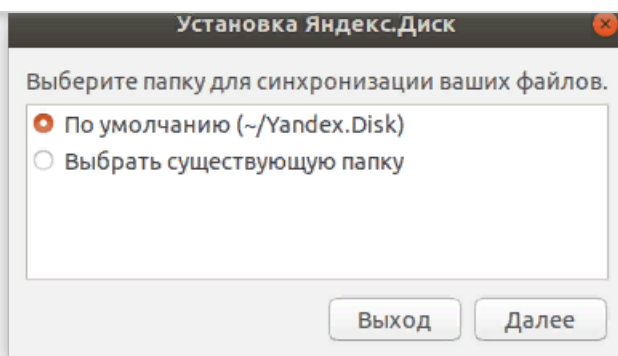 Установка Яндекс.Диск
Выберите папку для синхронизации ваших файлов.
По умолчанию (~/Yandex.Disk)
Выбрать существующую папку
Выход Далее